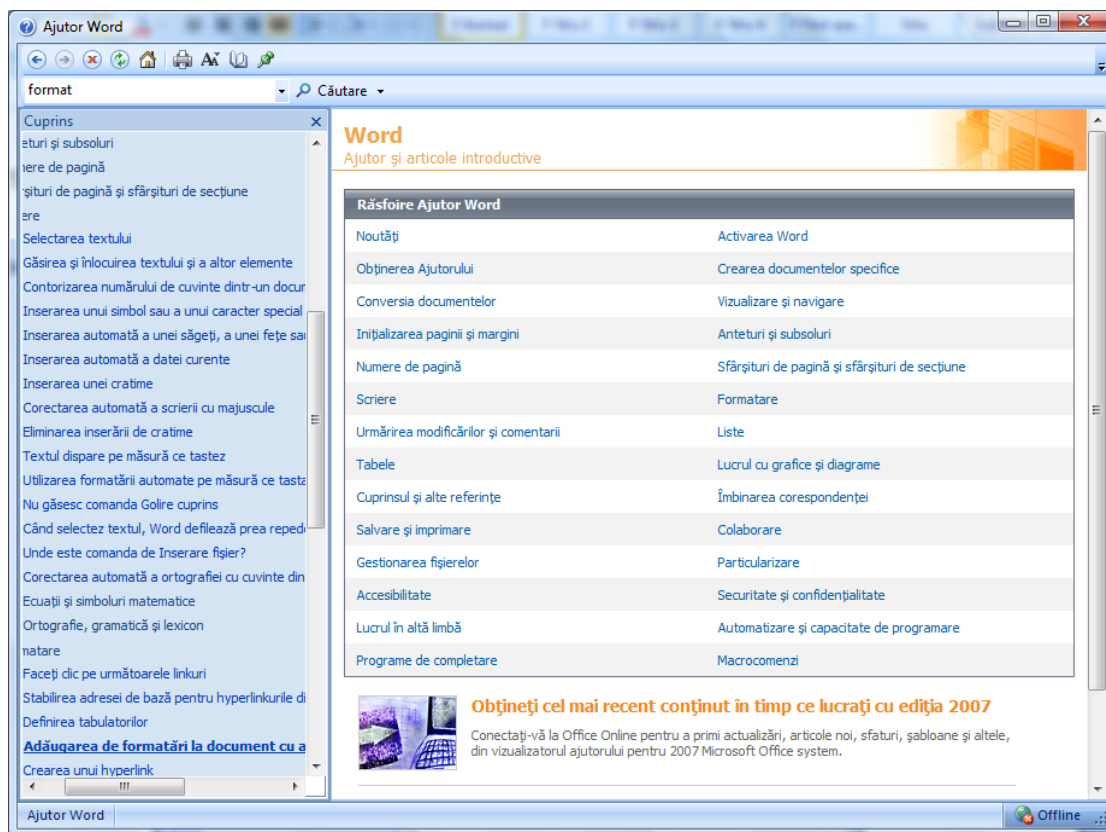 Ajutor Word
format
Căutare
Cuprins
eturi și subsoluri
nere de pagină
șituri de pagină și sfârșituri de secțiune
ere
Selectarea textului
Găsirea și înlocuirea textului și a altor elemente
Contorizarea numărului de cuvinte dintr-un docur
Inserarea unui simbol sau a unui caracter special
Inserarea automată a unei săgeți, a unei fețe sau
Inserarea automată a datei curente
Inserarea unei cratime
Corectarea automată a scrierii cu majuscule
Eliminarea inserării de cratime
Textul dispare pe măsură ce tastez
Utilizarea formatării automate pe măsură ce tasta
Nu găsesc comanda Golire cuprins
Când selectez textul, Word defilează prea repede
Unde este comanda de Inserare fișier?
Corectarea automată a ortografiei cu cuvinte din
Ecuații și simboluri matematice
Ortografie, gramatică și lexicon
natare
Faceți clic pe următoarele linkuri
Stabilirea adresei de bază pentru hyperlinkurile di
Definirea tabulatorilor
Adăugarea de formatări la document cu a
Crearea unui hyperlink
Word
Ajutor și articole introductive
Răsfoire Ajutor Word
Noutăți Activarea Word
Obținerea Ajutorului Crearea documentelor specifice
Conversia documentelor Vizualizare și navigare
Inițializarea paginii și margini Anteturi și subsoluri
Numere de pagină Sfârșituri de pagină și sfârșituri de secțiune
Scriere Formatare
Urmărirea modificărilor și comentarii Liste
Tabele Lucrul cu grafice și diagrame
Cuprinsul și alte referințe Îmbinarea corespondenței
Salvare și imprimare Colaborare
Gestionarea fișierelor Particularizare
Accesibilitate Securitate și confidențialitate
Lucrul în altă limbă Automatizare și capacitate de programare
Programe de completare Macrocomenzi
Obțineți cel mai recent conținut în timp ce lucrați cu ediția 2007
Conectați-vă la Office Online pentru a primi actualizări, articole noi, sfaturi, șabloane și altele,
din vizualizatorul ajutorului pentru 2007 Microsoft Office system.
Ajutor Word
Offline